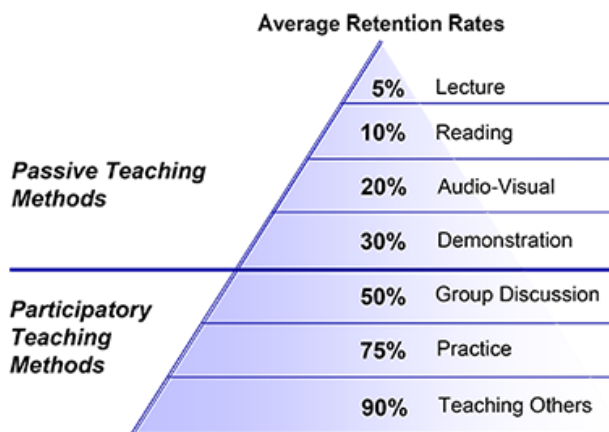 Average Retention Rates
5% Lecture
10% Reading
Passive Teaching
Methods
20% Audio-Visual
30% Demonstration
50% Group Discussion
Participatory
Teaching
Methods
75% Practice
90% Teaching Others